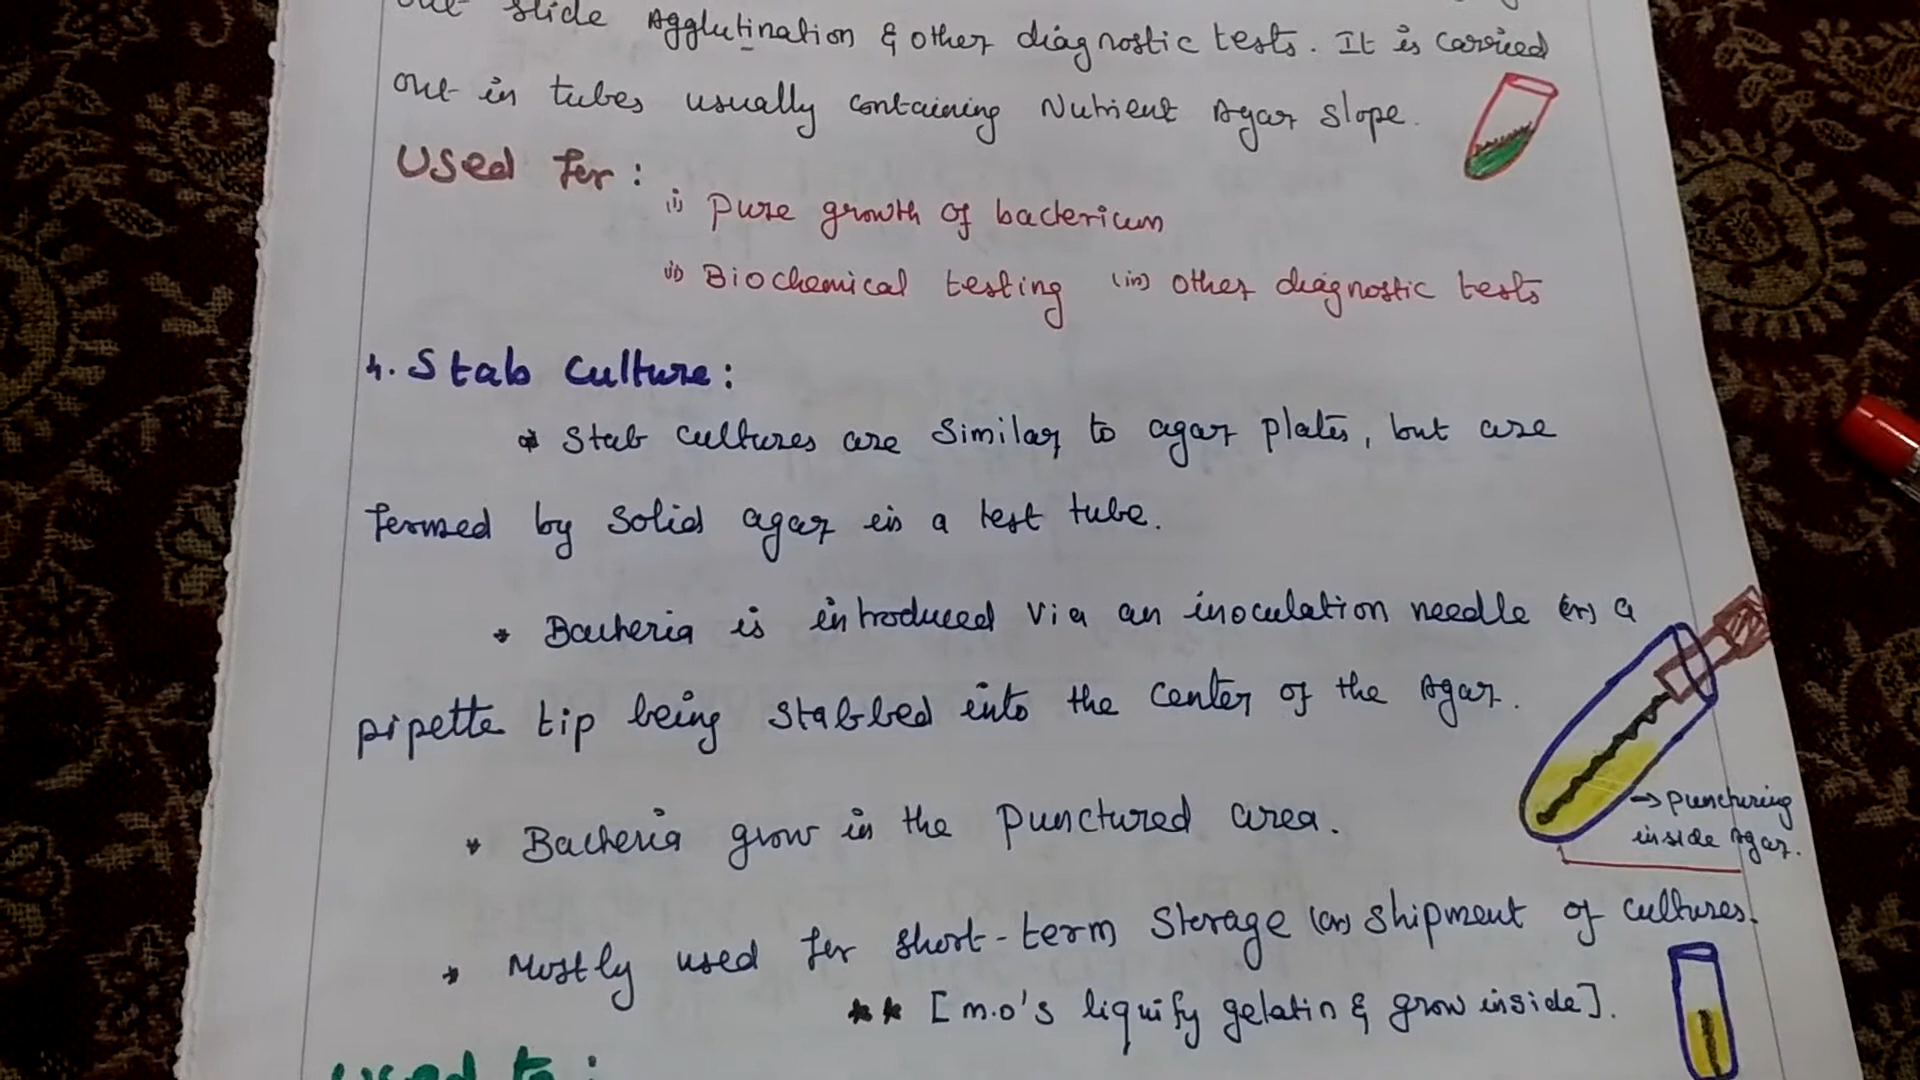 out slide Agglutination & other diagnostic tests. It is carried
out in tubes usually containing Nutrient Agar slope.
Used for:
i) Pure growth of bactericum
ii) Biochemical testing (iii) other diagnostic tests
4. Stab Culture:
* Stab cultures are similar to agar plates, but are
formed by solid agar in a test tube.
* Bacteria is introduced via an inoculation needle (or) a
pipette tip being stabbed into the center of the Agar.
→ puncturing
inside Agar.
* Bacteria grow in the punctured area.
* Mostly used for short-term storage (or) shipment of cultures.
** [m.o's liquify gelatin & grow inside].
used to: